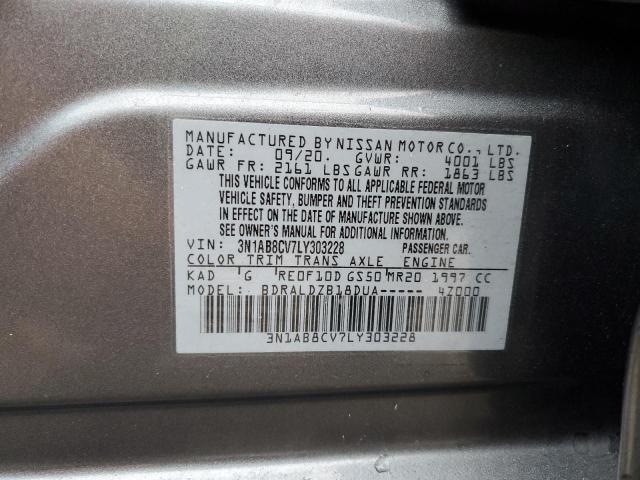 MANUFACTURED BY NISSAN MOTOR CO., LTD.
DATE: 09/20. GVWR: 4001 LBS
GAWR FR: 2161 LBS GAWR RR: 1863 LBS
THIS VEHICLE CONFORMS TO ALL APPLICABLE FEDERAL MOTOR
VEHICLE SAFETY, BUMPER AND THEFT PREVENTION STANDARDS
IN EFFECT ON THE DATE OF MANUFACTURE SHOWN ABOVE.
SEE OWNER'S MANUAL FOR ADDITIONAL INFORMATION.
VIN: 3N1AB8CV7LY303228 PASSENGER CAR.
COLOR TRIM TRANS AXLE ENGINE
KAD G RE0F10D GS50 MR20 1997 CC
MODEL: BDRALDZB18DUA----- 4Z000
3N1AB8CV7LY303228